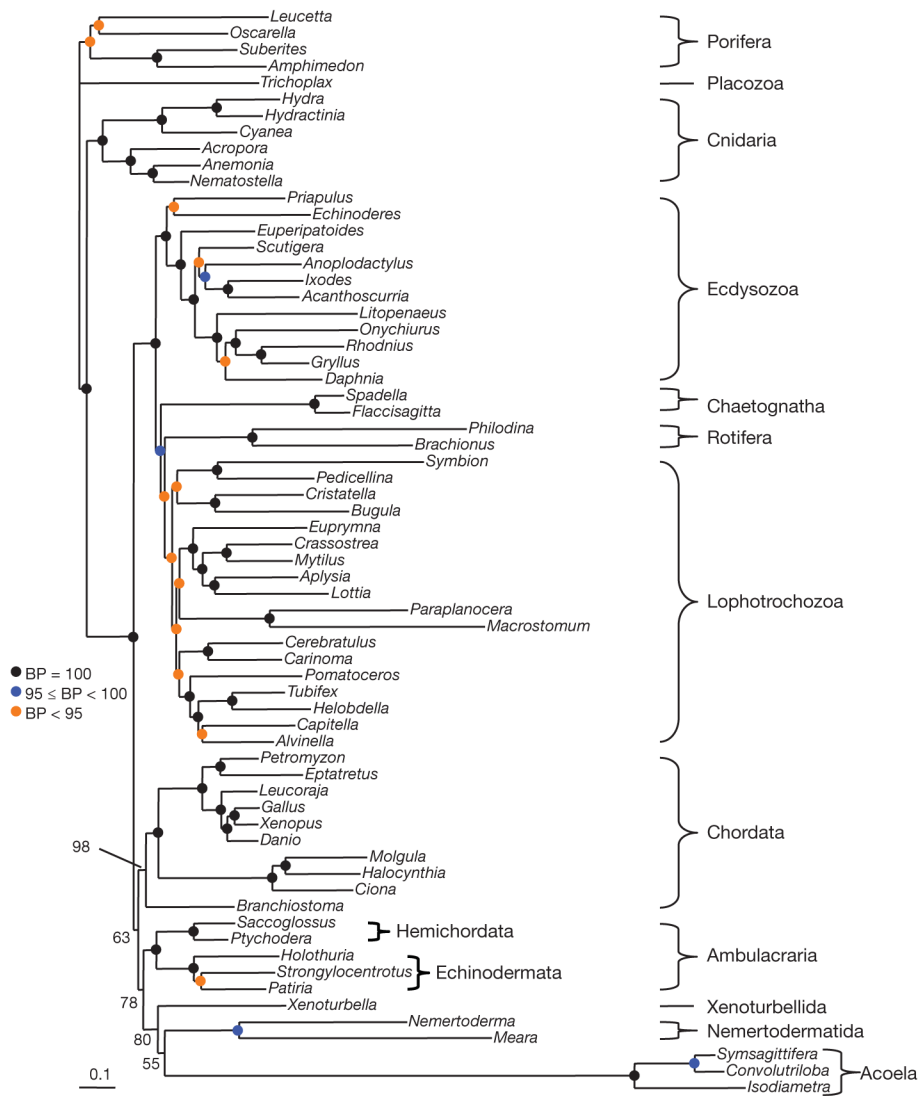 Leucetta
Oscarella
Suberites
Porifera
Amphimedon
Trichoplax
Placozoa
Hydra
Hydractinia
Cyanea
Cnidaria
Acropora
Anemonia
Nematostella
Priapulus
Echinoderes
Euperipatoides
Scutigera
Anoplodactylus
Ixodes
Ecdysozoa
Acanthoscurria
Litopenaeus
Onychiurus
Rhodnius
Gryllus
Daphnia
Spadella
Chaetognatha
Flaccisagitta
Philodina
Rotifera
Brachionus
Symbion
Pedicellina
Cristatella
Bugula
Euprymna
Crassostrea
Mytilus
Aplysia
Lottia
Lophotrochozoa
Paraplanocera
Macrostomum
Cerebratulus
Carinoma
BP = 100
Pomatoceros
95 ≤ BP < 100
Tubifex
BP < 95
Helobdella
Capitella
Alvinella
Petromyzon
Eptatretus
Leucoraja
Gallus
Xenopus
Chordata
Danio
98
Molgula
Halocynthia
Ciona
Branchiostoma
Saccoglossus
Hemichordata
63
Ptychodera
Holothuria
Ambulacraria
Strongylocentrotus
Echinodermata
Patiria
78
Xenoturbella
Xenoturbellida
Nemertoderma
Nemertodermatida
80
Meara
55
Symsagittifera
0.1
Convolutriloba
Acoela
Isodiametra